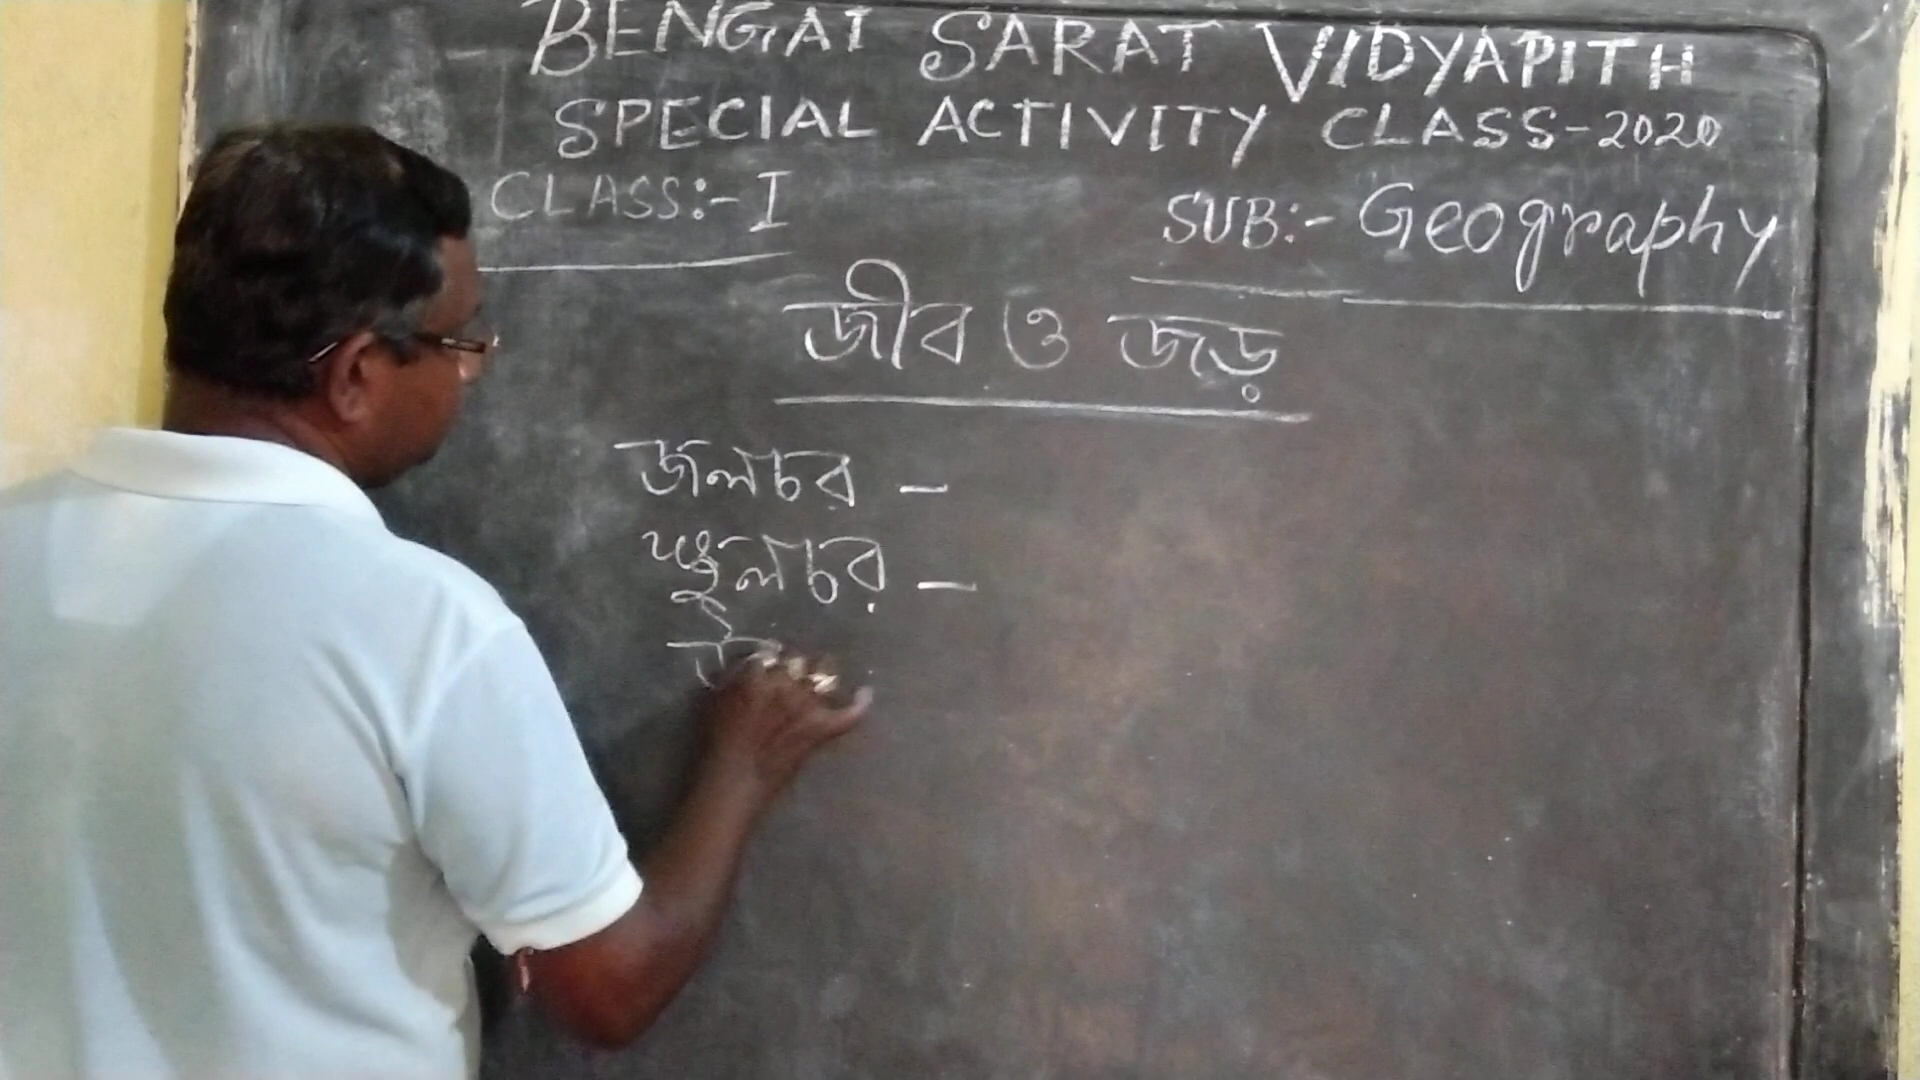 BENGAI SARAT VIDYAPITH
SPECIAL ACTIVITY CLASS-2020
CLASS:- I
SUB:- Geography
জীব ও জড়
জলচর –
স্থলচর –